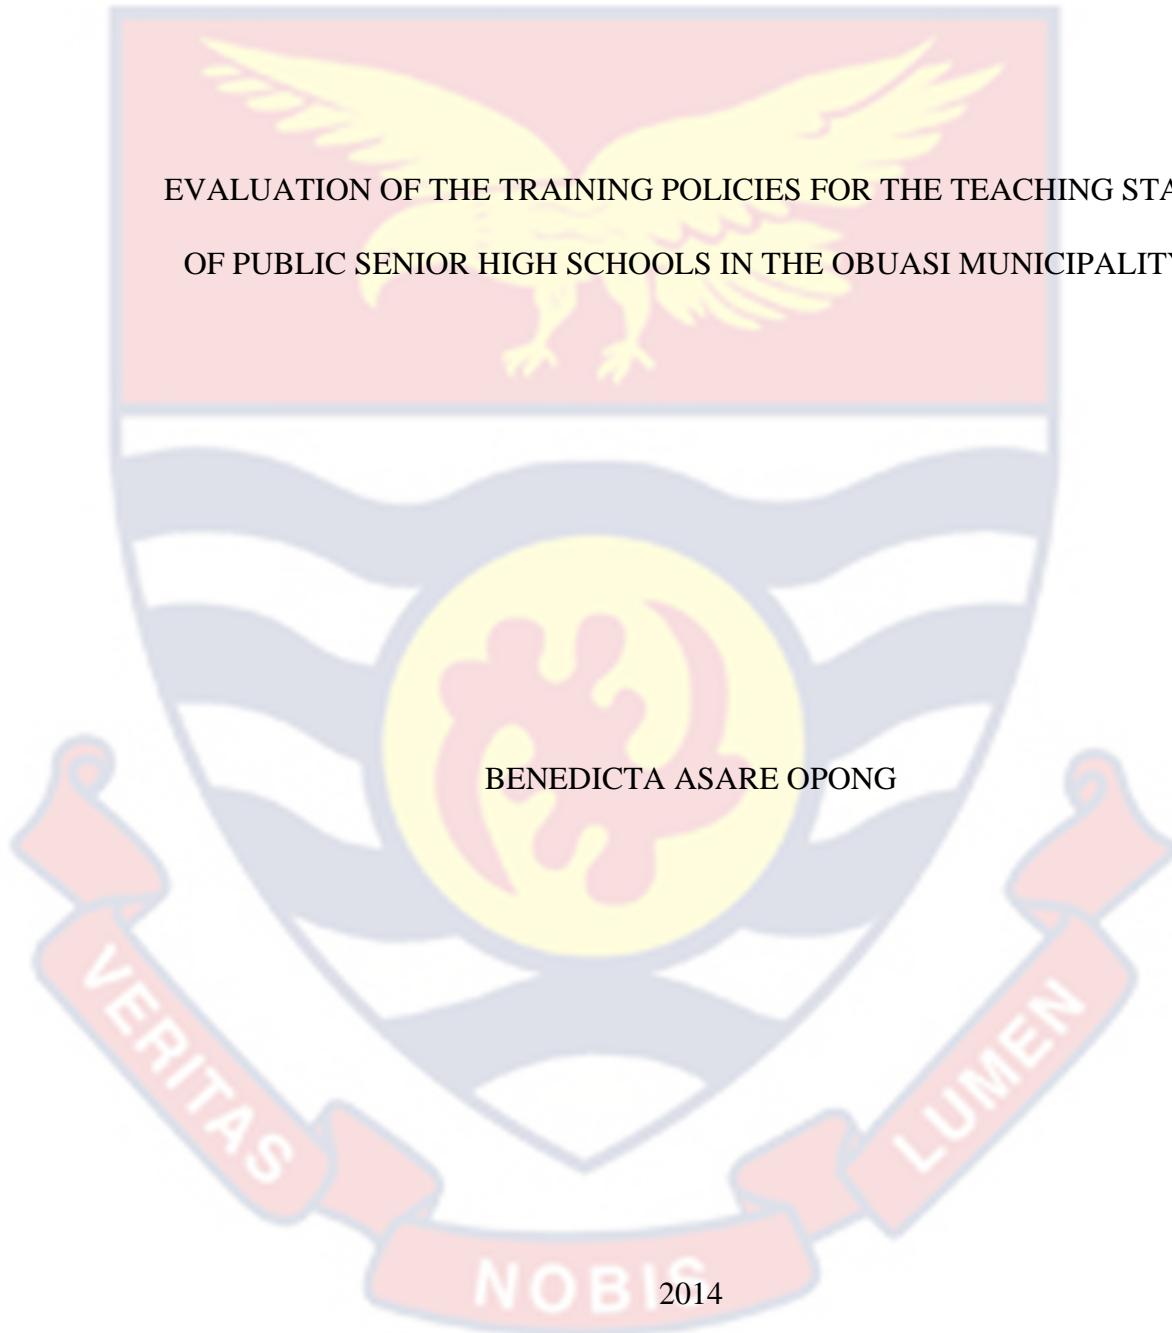 EVALUATION OF THE TRAINING POLICIES FOR THE TEACHING STA
OF PUBLIC SENIOR HIGH SCHOOLS IN THE OBUASI MUNICIPALITY
BENEDICTA ASARE OPONG
VERITAS
NOBIS
LUMEN
2014